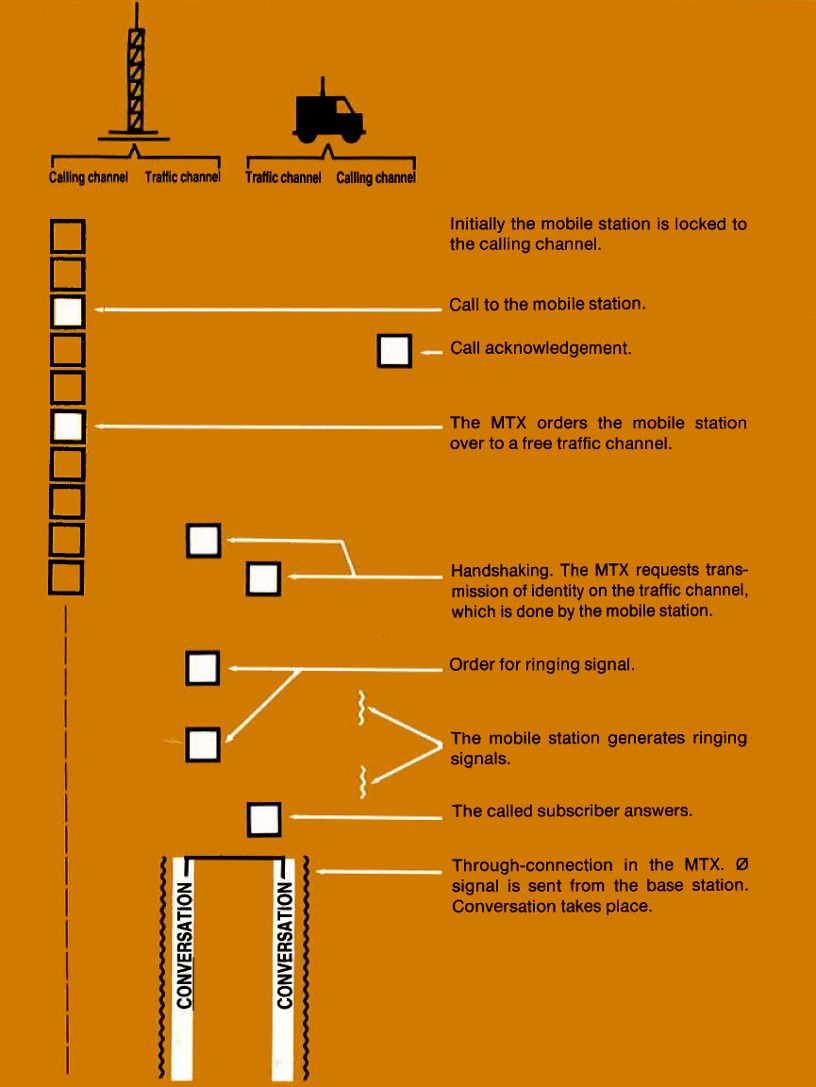 Calling channel Traffic channel Traffic channel Calling channel
Initially the mobile station is locked to
the calling channel.
Call to the mobile station.
Call acknowledgement.
The MTX orders the mobile station
over to a free traffic channel.
Handshaking. The MTX requests trans-
mission of identity on the traffic channel,
which is done by the mobile station.
Order for ringing signal.
The mobile station generates ringing
signals.
The called subscriber answers.
Through-connection in the MTX. Ø
signal is sent from the base station.
Conversation takes place.
CONVERSATION
CONVERSATION